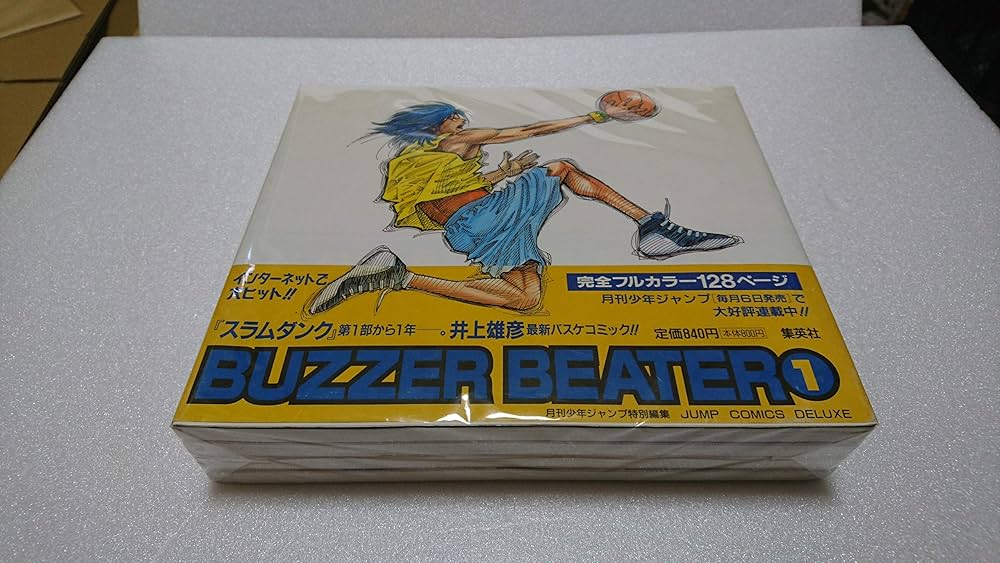 インターネットで
大ヒット!!
完全フルカラー128ページ
月刊少年ジャンプ[毎月6日発売]で
大好評連載中!!
『スラムダンク』第1部から1年──。井上雄彦最新バスケコミック!!
定価840円 本体800円 集英社
BUZZER BEATER 1
月刊少年ジャンプ特別編集 JUMP COMICS DELUXE